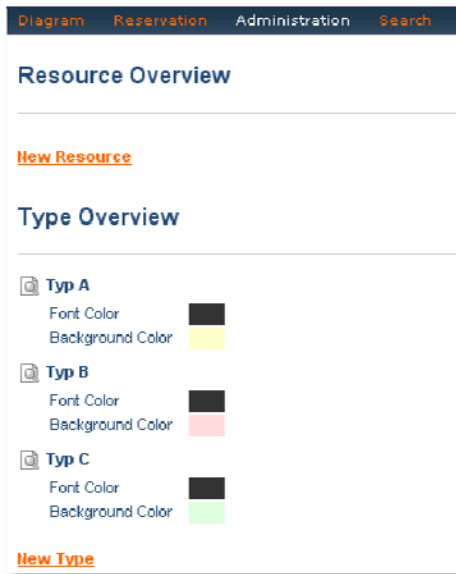 Diagram Reservation Administration Search
Resource Overview
New Resource
Type Overview
Typ A
Font Color
Background Color
Typ B
Font Color
Background Color
Typ C
Font Color
Background Color
New Type